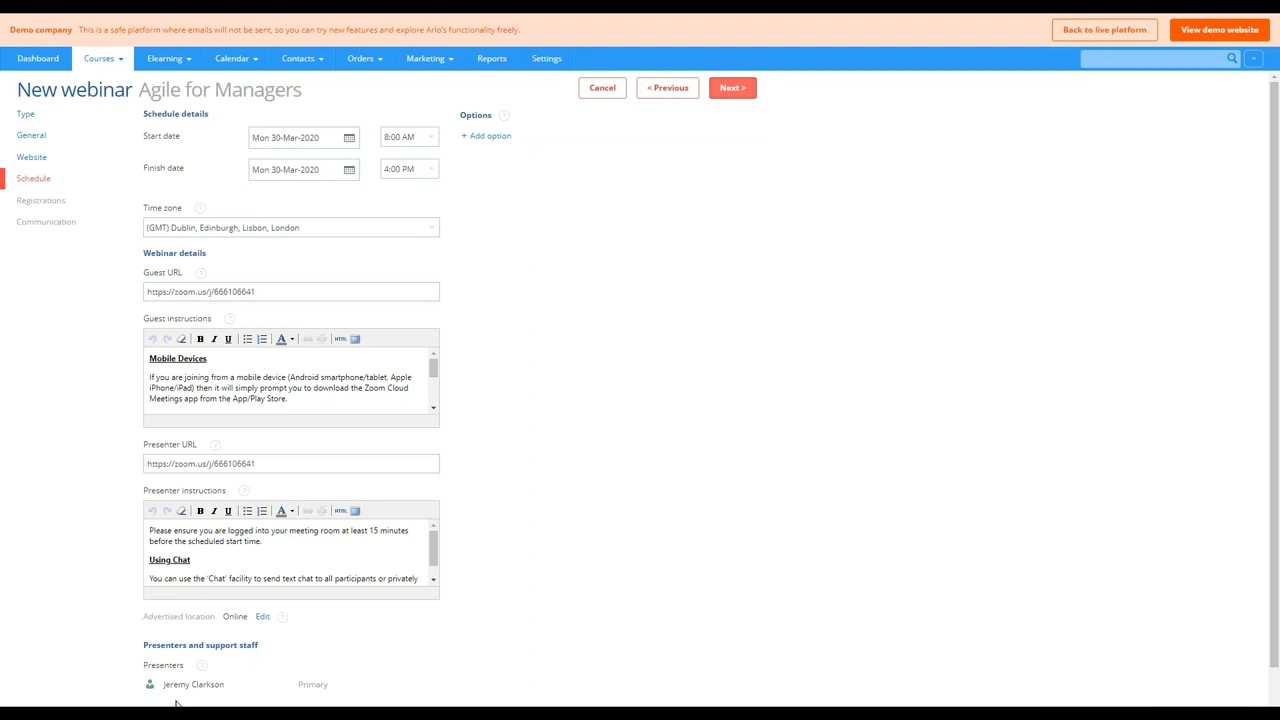 Demo company This is a safe platform where emails will not be sent, so you can try new features and explore Arlo's functionality freely. Back to live platform View demo website
Dashboard Courses Elearning Calendar Contacts Orders Marketing Reports Settings
New webinar Agile for Managers Cancel < Previous Next >
Type
General
Website
Schedule
Registrations
Communication
Schedule details
Start date Mon 30-Mar-2020 8:00 AM
Finish date Mon 30-Mar-2020 4:00 PM
Time zone ?
(GMT) Dublin, Edinburgh, Lisbon, London
Webinar details
Guest URL ?
https://zoom.us/j/666106641
Guest instructions ?
B I U A HTML
Mobile Devices
If you are joining from a mobile device (Android smartphone/tablet, Apple
iPhone/iPad) then it will simply prompt you to download the Zoom Cloud
Meetings app from the App/Play Store.
Presenter URL ?
https://zoom.us/j/666106641
Presenter instructions ?
B I U A HTML
Please ensure you are logged into your meeting room at least 15 minutes
before the scheduled start time.
Using Chat
You can use the 'Chat' facility to send text chat to all participants or privately
Advertised location Online Edit ?
Presenters and support staff
Presenters ?
Jeremy Clarkson Primary
Options ?
+ Add option